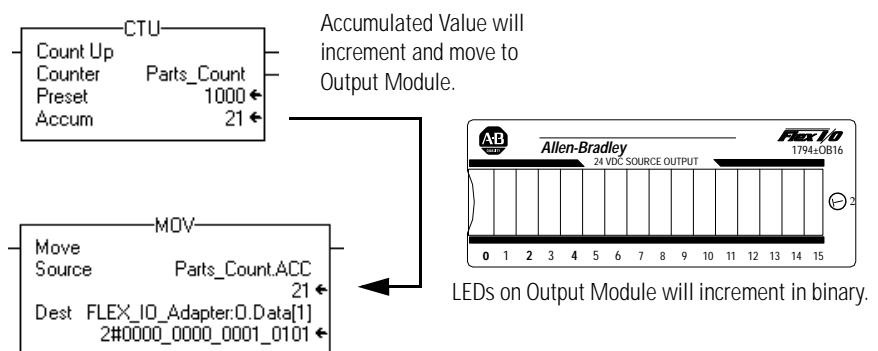 CTU
Count Up
Counter Parts_Count
Preset 1000
Accum 21
Accumulated Value will
increment and move to
Output Module.
MOV
Move
Source Parts_Count.ACC
21
Dest FLEX_IO_Adapter:O.Data[1]
2#0000_0000_0001_0101
A-B
QUALITY
Allen-Bradley
24 VDC SOURCE OUTPUT
Flex I/O
1794±OB16
2
0 1 2 3 4 5 6 7 8 9 10 11 12 13 14 15
LEDs on Output Module will increment in binary.